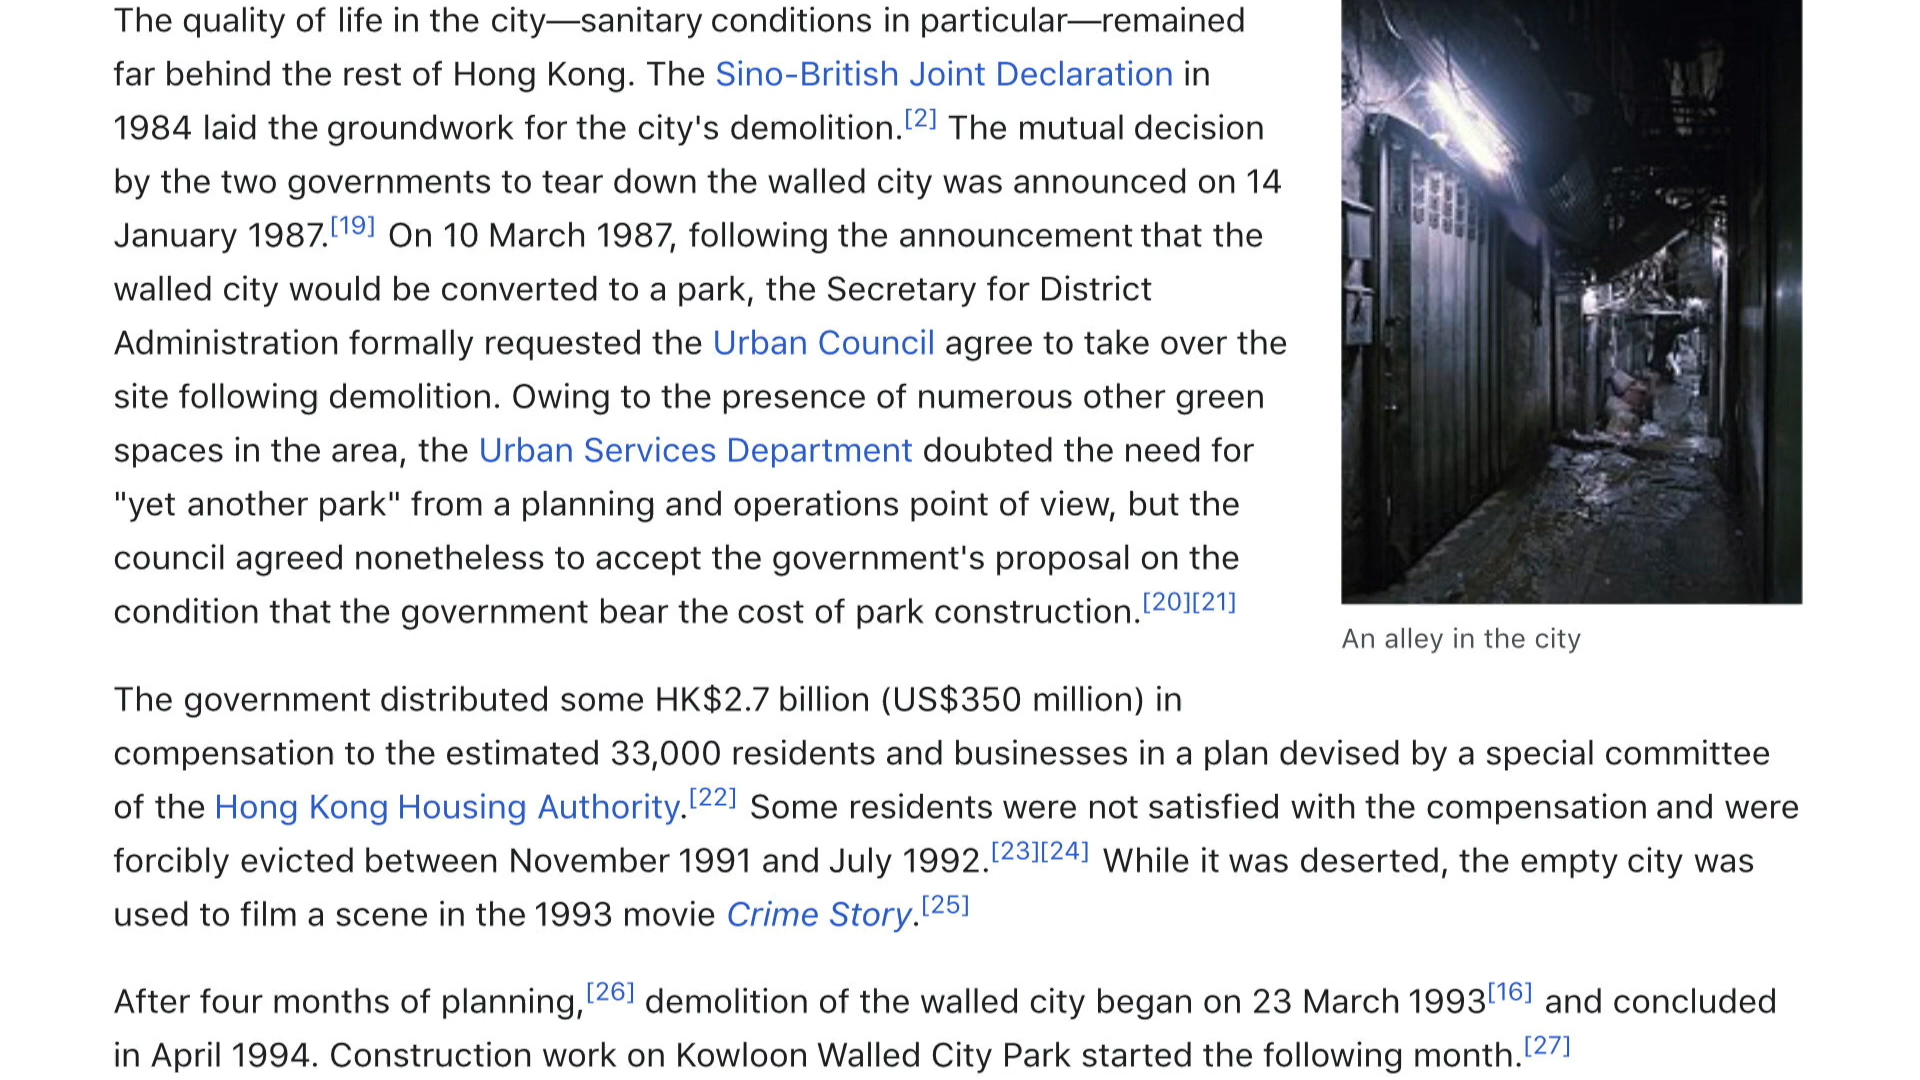 The quality of life in the city—sanitary conditions in particular—remained
far behind the rest of Hong Kong. The Sino-British Joint Declaration in
1984 laid the groundwork for the city's demolition.[2] The mutual decision
by the two governments to tear down the walled city was announced on 14
January 1987.[19] On 10 March 1987, following the announcement that the
walled city would be converted to a park, the Secretary for District
Administration formally requested the Urban Council agree to take over the
site following demolition. Owing to the presence of numerous other green
spaces in the area, the Urban Services Department doubted the need for
"yet another park" from a planning and operations point of view, but the
council agreed nonetheless to accept the government's proposal on the
condition that the government bear the cost of park construction.[20][21]
An alley in the city
The government distributed some HK$2.7 billion (US$350 million) in
compensation to the estimated 33,000 residents and businesses in a plan devised by a special committee
of the Hong Kong Housing Authority.[22] Some residents were not satisfied with the compensation and were
forcibly evicted between November 1991 and July 1992.[23][24] While it was deserted, the empty city was
used to film a scene in the 1993 movie Crime Story.[25]
After four months of planning,[26] demolition of the walled city began on 23 March 1993[16] and concluded
in April 1994. Construction work on Kowloon Walled City Park started the following month.[27]